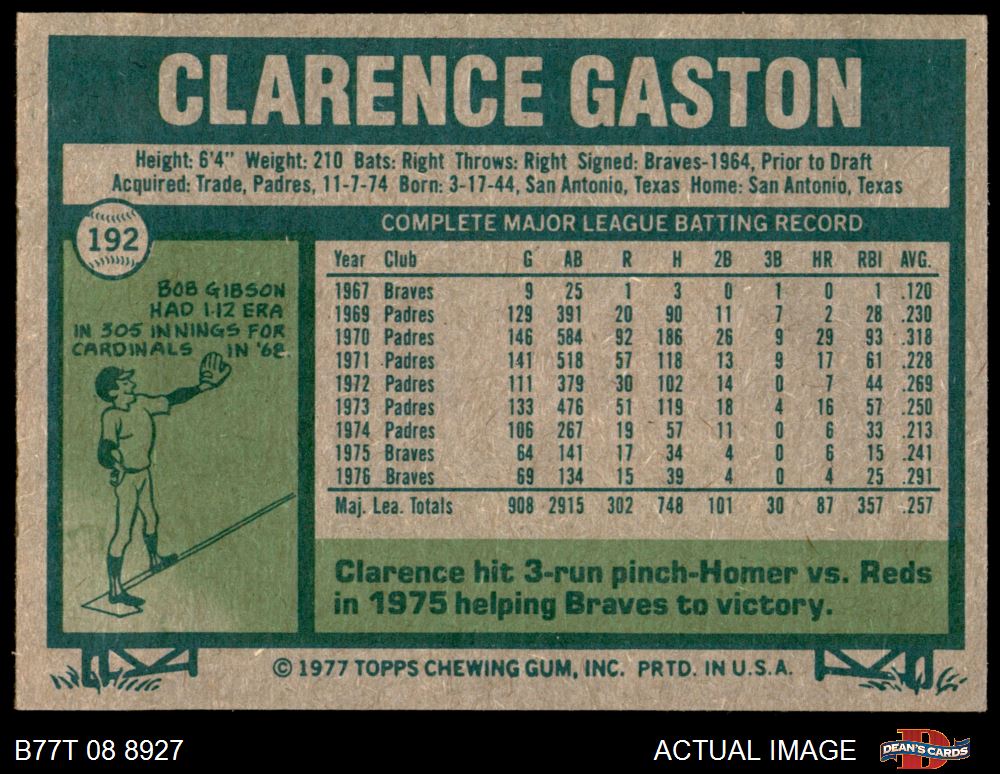 CLARENCE GASTON
Height: 6'4" Weight: 210 Bats: Right Throws: Right Signed: Braves-1964, Prior to Draft
Acquired: Trade, Padres, 11-7-74 Born: 3-17-44, San Antonio, Texas Home: San Antonio, Texas
192
COMPLETE MAJOR LEAGUE BATTING RECORD
BOB GIBSON
HAD 1.12 ERA
IN 305 INNINGS FOR
CARDINALS IN '68
Year Club G AB R H 2B 3B HR RBI AVG.
1967 Braves 9 25 1 3 0 1 0 1 .120
1969 Padres 129 391 20 90 11 7 2 28 .230
1970 Padres 146 584 92 186 26 9 29 93 .318
1971 Padres 141 518 57 118 13 9 17 61 .228
1972 Padres 111 379 30 102 14 0 7 44 .269
1973 Padres 133 476 51 119 18 4 16 57 .250
1974 Padres 106 267 19 57 11 0 6 33 .213
1975 Braves 64 141 17 34 4 0 6 15 .241
1976 Braves 69 134 15 39 4 0 4 25 .291
Maj. Lea. Totals 908 2915 302 748 101 30 87 357 .257
Clarence hit 3-run pinch-Homer vs. Reds
in 1975 helping Braves to victory.
© 1977 TOPPS CHEWING GUM, INC. PRTD. IN U.S.A.
B77T 08 8927
ACTUAL IMAGE
DEAN'S CARDS